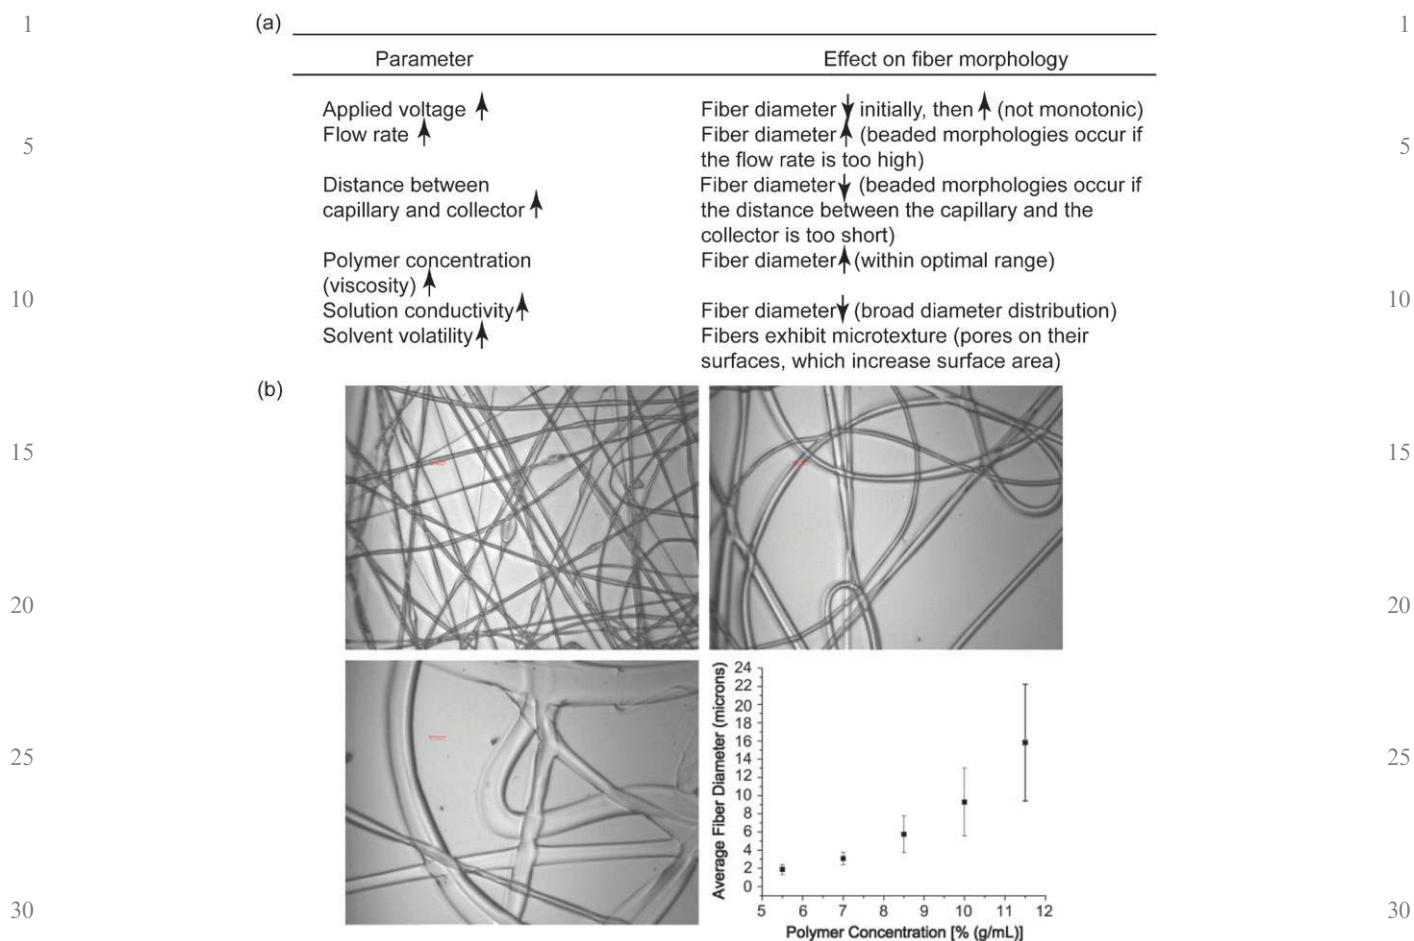 1 1
(a)
Parameter Effect on fiber morphology
Applied voltage ↑ Fiber diameter ↓ initially, then ↑ (not monotonic)
Flow rate ↑ Fiber diameter ↑ (beaded morphologies occur if
5 5
the flow rate is too high)
Distance between Fiber diameter ↓ (beaded morphologies occur if
capillary and collector ↑ the distance between the capillary and the
collector is too short)
Polymer concentration Fiber diameter ↑ (within optimal range)
(viscosity) ↑
10 10
Solution conductivity ↑ Fiber diameter ↓ (broad diameter distribution)
Solvent volatility ↑ Fibers exhibit microtexture (pores on their
surfaces, which increase surface area)
(b)
15 15
20 20
25 25
30 30
Average Fiber Diameter (microns)
24
22
20
18
16
14
12
10
8
6
4
2
0
5 6 7 8 9 10 11 12
Polymer Concentration [% (g/mL)]